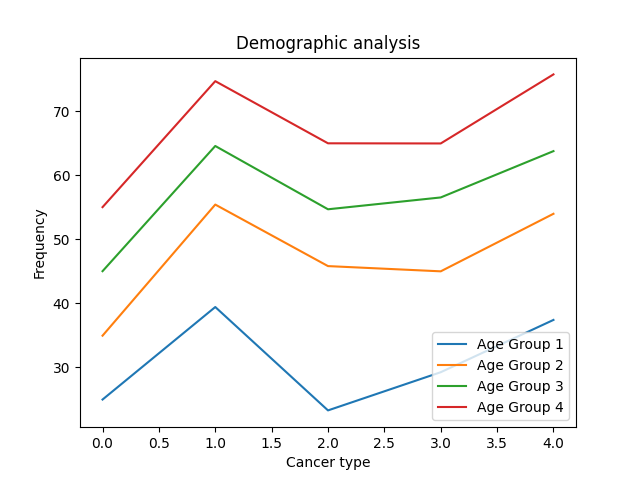 Demographic analysis
Frequency
70
60
50
40
30
0.0 0.5 1.0 1.5 2.0 2.5 3.0 3.5 4.0
Cancer type
Age Group 1
Age Group 2
Age Group 3
Age Group 4